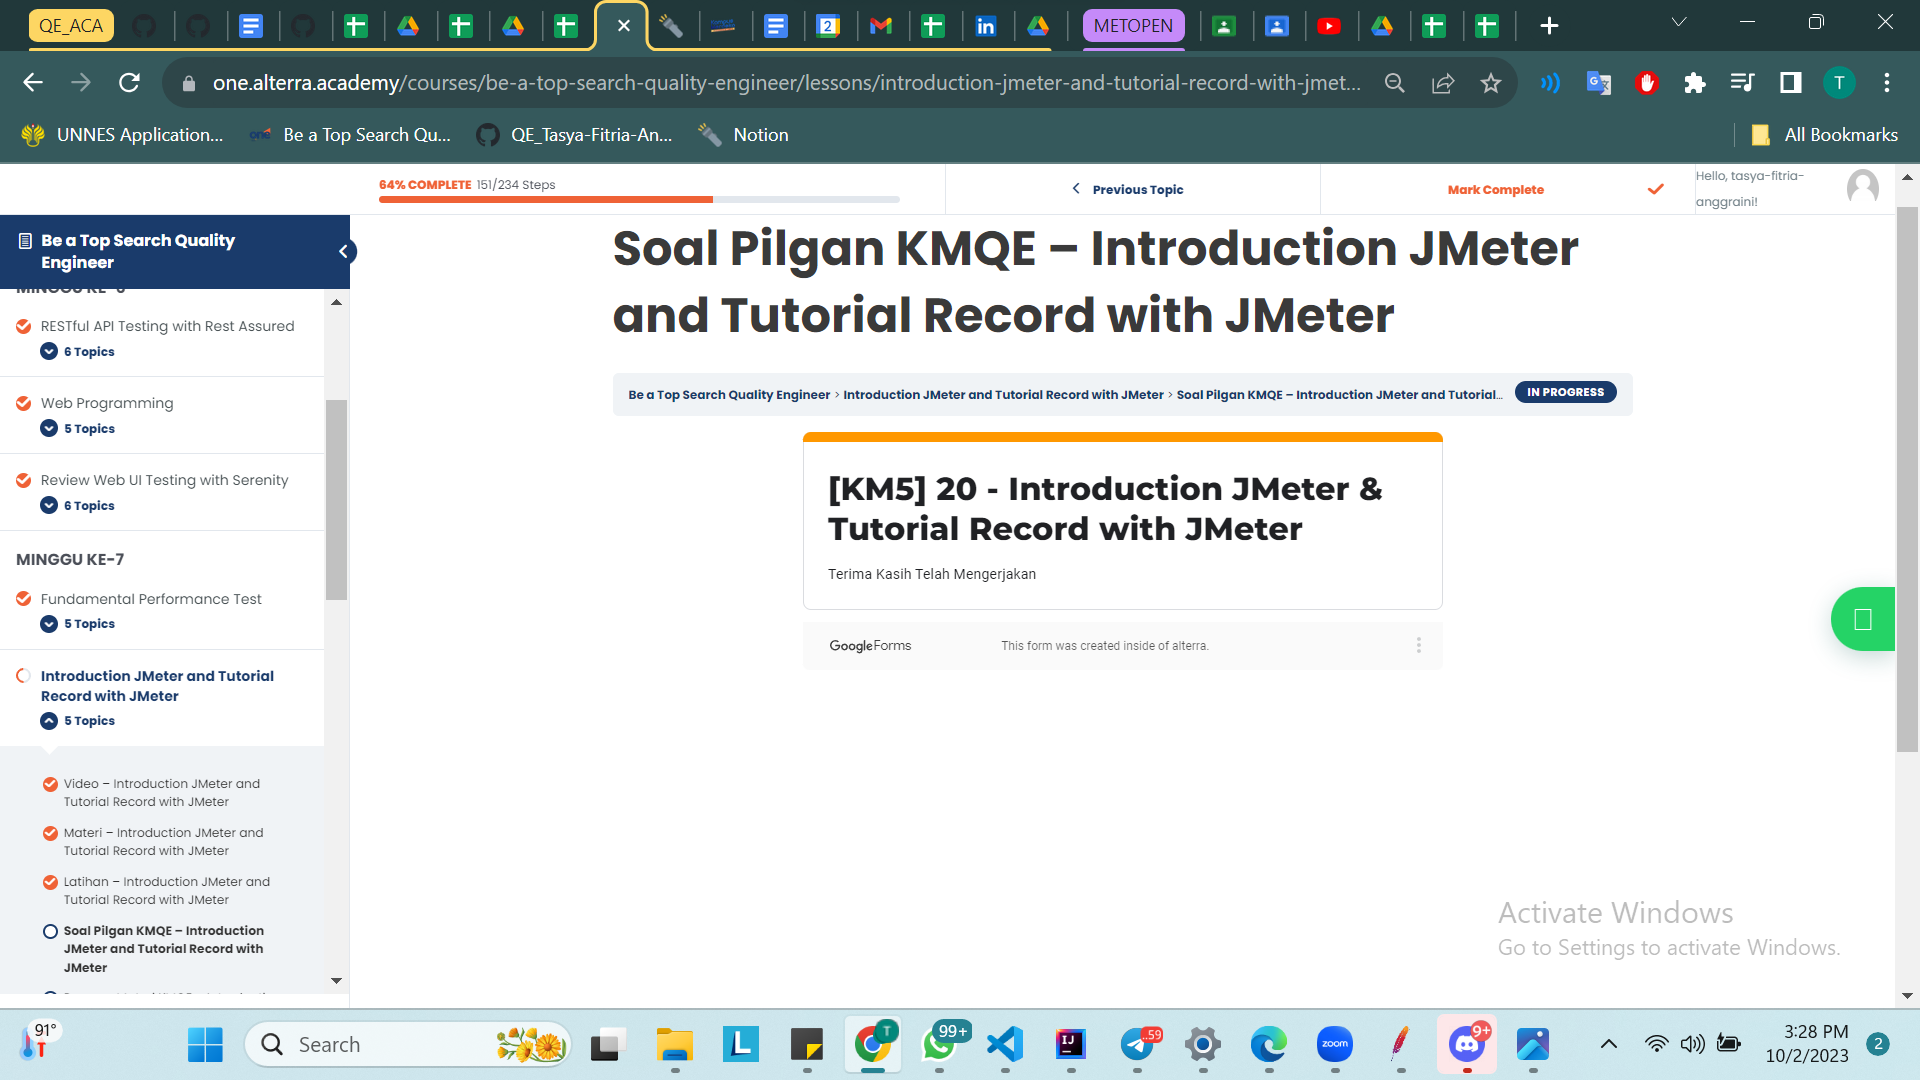 QE_ACA
METOPEN
one.alterra.academy/courses/be-a-top-search-quality-engineer/lessons/introduction-jmeter-and-tutorial-record-with-jmet...
T
UNNES Application...
one
Be a Top Search Qu...
QE_Tasya-Fitria-An...
Notion
All Bookmarks
64% COMPLETE 151/234 Steps
Previous Topic
Mark Complete
Hello, tasya-fitria-
anggraini!
Be a Top Search Quality
Engineer
RESTful API Testing with Rest Assured
6 Topics
Web Programming
5 Topics
Review Web UI Testing with Serenity
6 Topics
MINGGU KE-7
Fundamental Performance Test
5 Topics
Introduction JMeter and Tutorial
Record with JMeter
5 Topics
Video – Introduction JMeter and
Tutorial Record with JMeter
Materi – Introduction JMeter and
Tutorial Record with JMeter
Latihan – Introduction JMeter and
Tutorial Record with JMeter
Soal Pilgan KMQE – Introduction
JMeter and Tutorial Record with
JMeter
Soal Pilgan KMQE – Introduction JMeter
and Tutorial Record with JMeter
Be a Top Search Quality Engineer > Introduction JMeter and Tutorial Record with JMeter > Soal Pilgan KMQE – Introduction JMeter and Tutorial...
IN PROGRESS
[KM5] 20 - Introduction JMeter &
Tutorial Record with JMeter
Terima Kasih Telah Mengerjakan
Google Forms
This form was created inside of alterra.
Activate Windows
Go to Settings to activate Windows.
91°
Search
T
99+
IJ
..59
zoom
9+
3:28 PM
10/2/2023
2